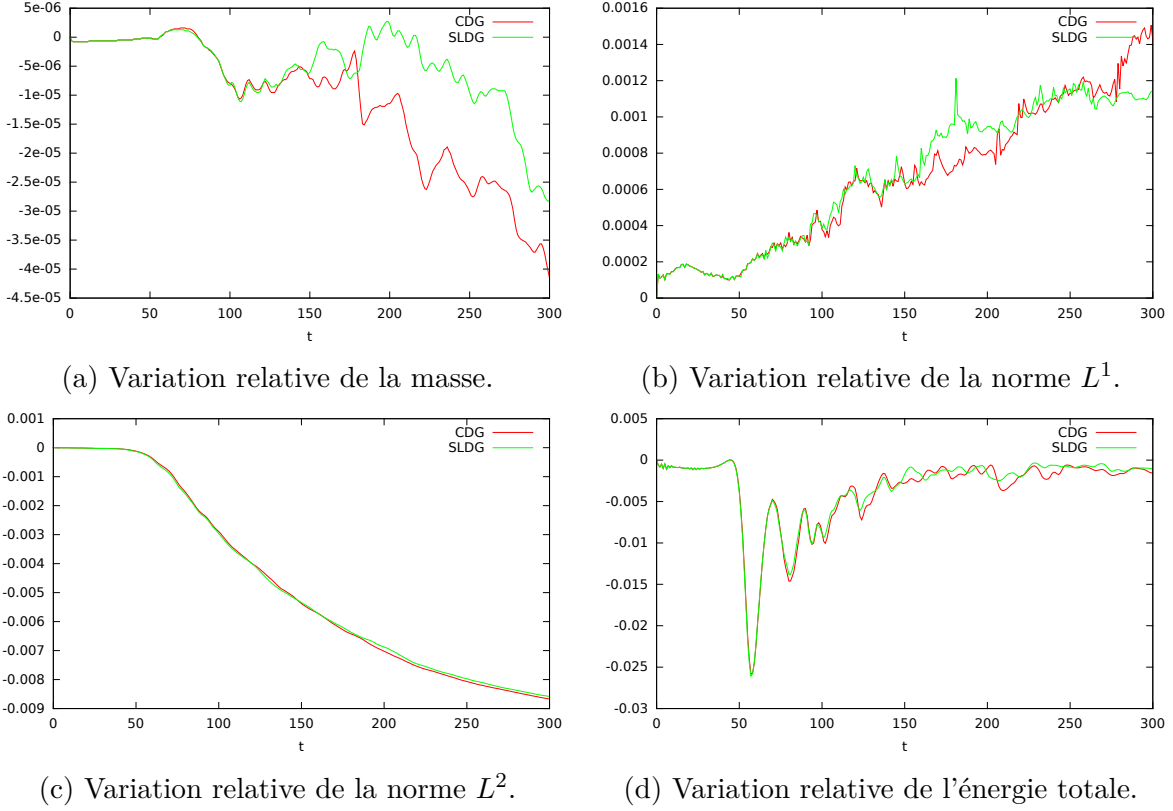 5e-06
0
-5e-06
-1e-05
-1.5e-05
-2e-05
-2.5e-05
-3e-05
-3.5e-05
-4e-05
-4.5e-05
CDG
SLDG
0 50 100 150 200 250 300
t
(a) Variation relative de la masse.
0.0016
0.0014
0.0012
0.001
0.0008
0.0006
0.0004
0.0002
0
CDG
SLDG
0 50 100 150 200 250 300
t
(b) Variation relative de la norme L¹.
0.001
0
-0.001
-0.002
-0.003
-0.004
-0.005
-0.006
-0.007
-0.008
-0.009
CDG
SLDG
0 50 100 150 200 250 300
t
(c) Variation relative de la norme L².
0.005
0
-0.005
-0.01
-0.015
-0.02
-0.025
-0.03
CDG
SLDG
0 50 100 150 200 250 300
t
(d) Variation relative de l'énergie totale.